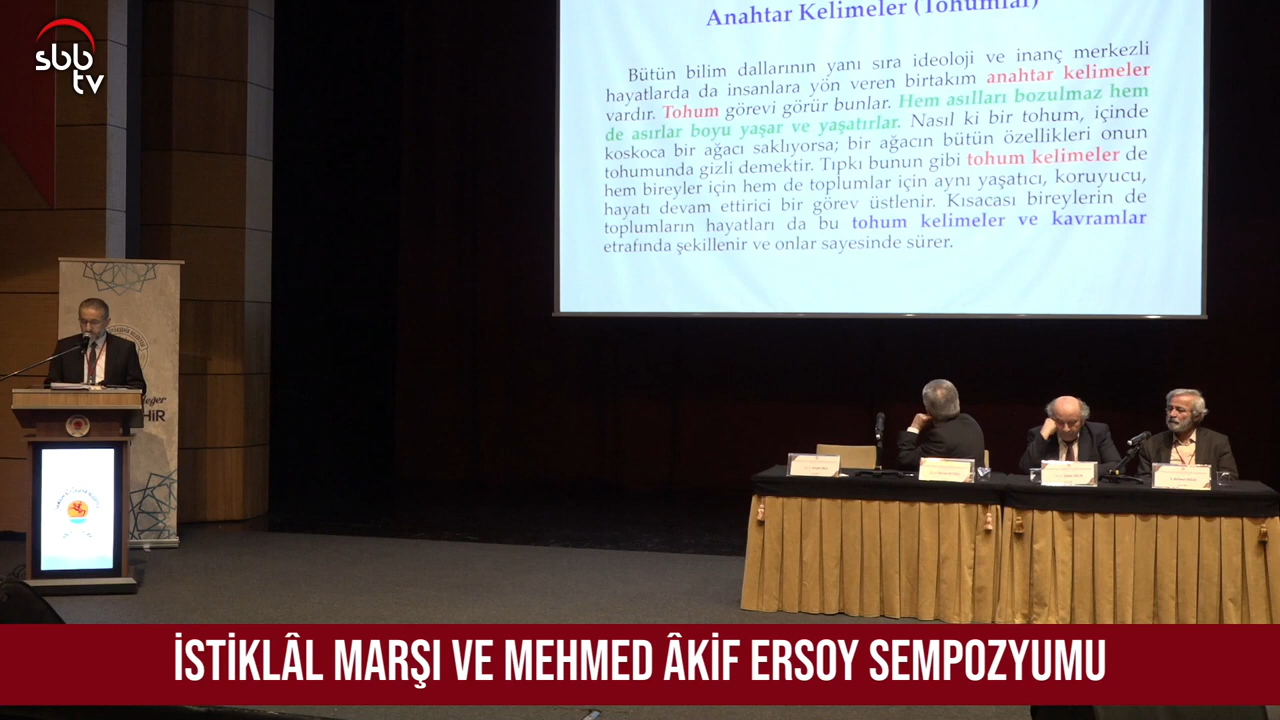 sbb
tv
Anahtar Kelimeler (Tohumlar)
Bütün bilim dallarının yanı sıra ideoloji ve inanç merkezli
hayatlarda da insanlara yön veren birtakım anahtar kelimeler
vardır. Tohum görevi görür bunlar. Hem asılları bozulmaz hem
de asırlar boyu yaşar ve yaşatırlar. Nasıl ki bir tohum, içinde
koskoca bir ağacı saklıyorsa; bir ağacın bütün özellikleri onun
tohumunda gizli demektir. Tıpkı bunun gibi tohum kelimeler de
hem bireyler için hem de toplumlar için aynı yaşatıcı, koruyucu,
hayatı devam ettirici bir görev üstlenir. Kısacası bireylerin de
toplumların hayatları da bu tohum kelimeler ve kavramlar
etrafında şekillenir ve onlar sayesinde sürer.
İSTİKLÂL MARŞI VE MEHMED ÂKİF ERSOY SEMPOZYUMU